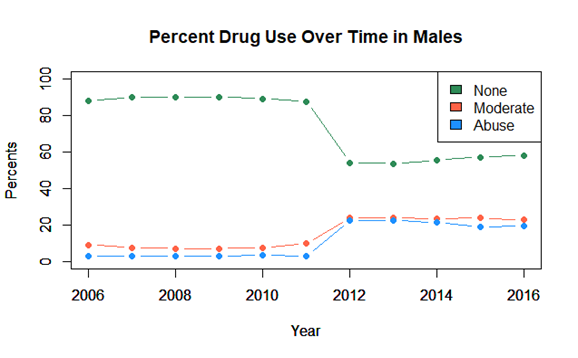 Percent Drug Use Over Time in Males
None
Moderate
Abuse
Percents
0 20 40 60 80 100
2006 2008 2010 2012 2014 2016
Year